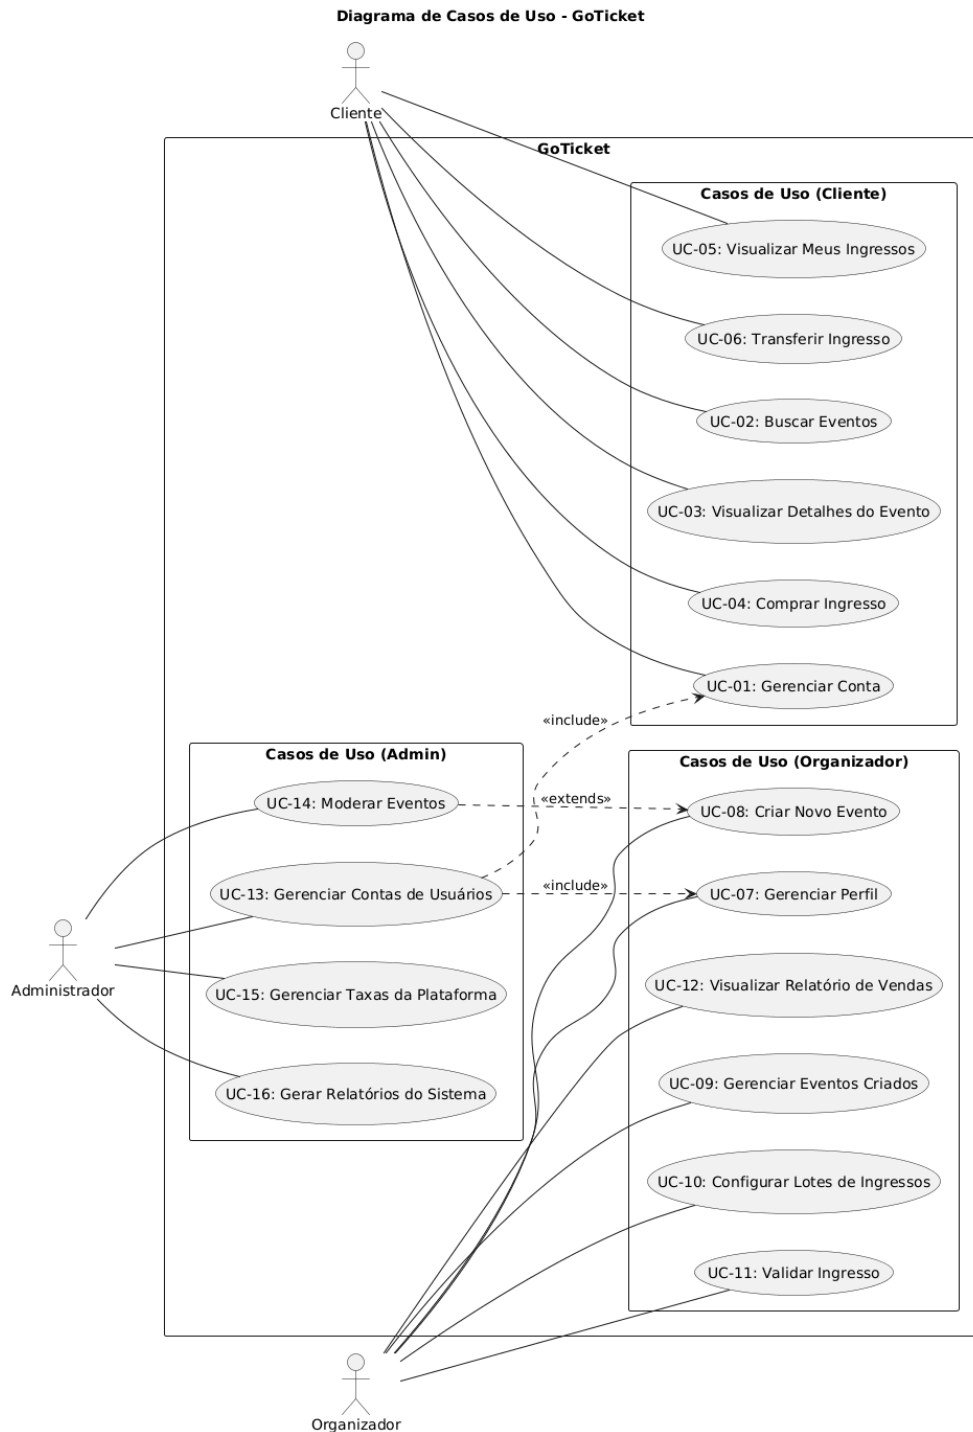 Diagrama de Casos de Uso - GoTicket
Cliente
GoTicket
Casos de Uso (Cliente)
UC-05: Visualizar Meus Ingressos
UC-06: Transferir Ingresso
UC-02: Buscar Eventos
UC-03: Visualizar Detalhes do Evento
UC-04: Comprar Ingresso
UC-01: Gerenciar Conta
«include»
Casos de Uso (Admin)
Casos de Uso (Organizador)
UC-14: Moderar Eventos
«extends»
UC-08: Criar Novo Evento
UC-13: Gerenciar Contas de Usuários
«include»
UC-07: Gerenciar Perfil
Administrador
UC-15: Gerenciar Taxas da Plataforma
UC-12: Visualizar Relatório de Vendas
UC-16: Gerar Relatórios do Sistema
UC-09: Gerenciar Eventos Criados
UC-10: Configurar Lotes de Ingressos
UC-11: Validar Ingresso
Organizador